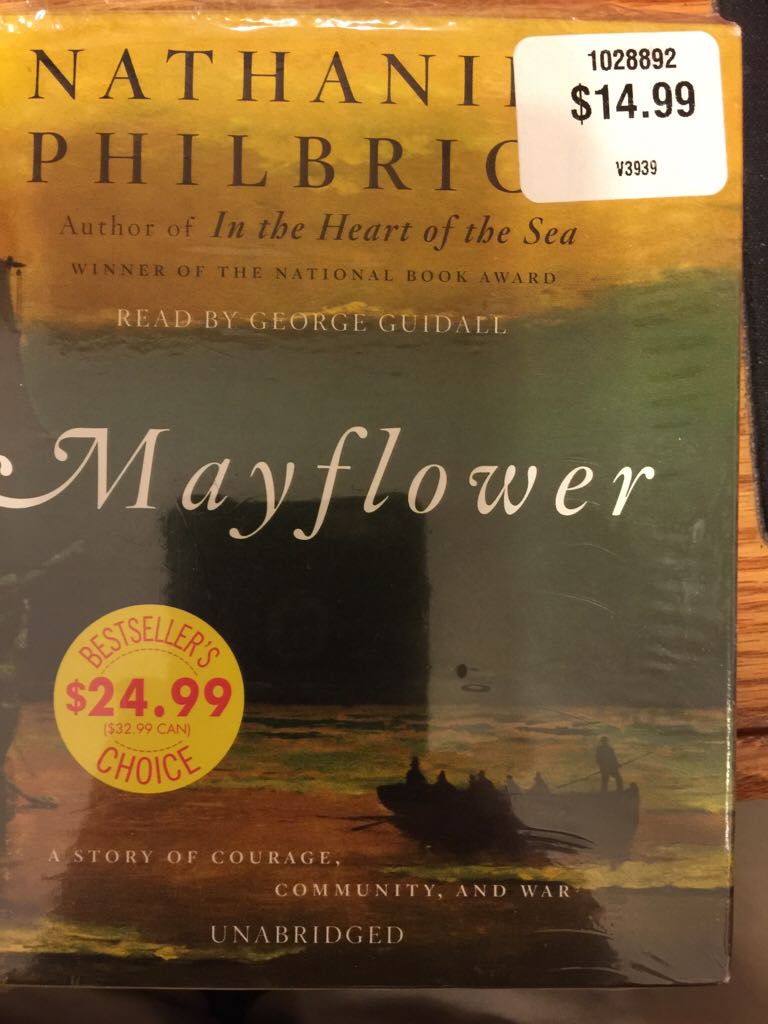 NATHANI
PHILBRIC
1028892
$14.99
V3939
Author of In the Heart of the Sea
WINNER OF THE NATIONAL BOOK AWARD
READ BY GEORGE GUIDALL
Mayflower
BESTSELLER'S
$24.99
($32.99 CAN)
CHOICE
A STORY OF COURAGE,
COMMUNITY, AND WAR
UNABRIDGED